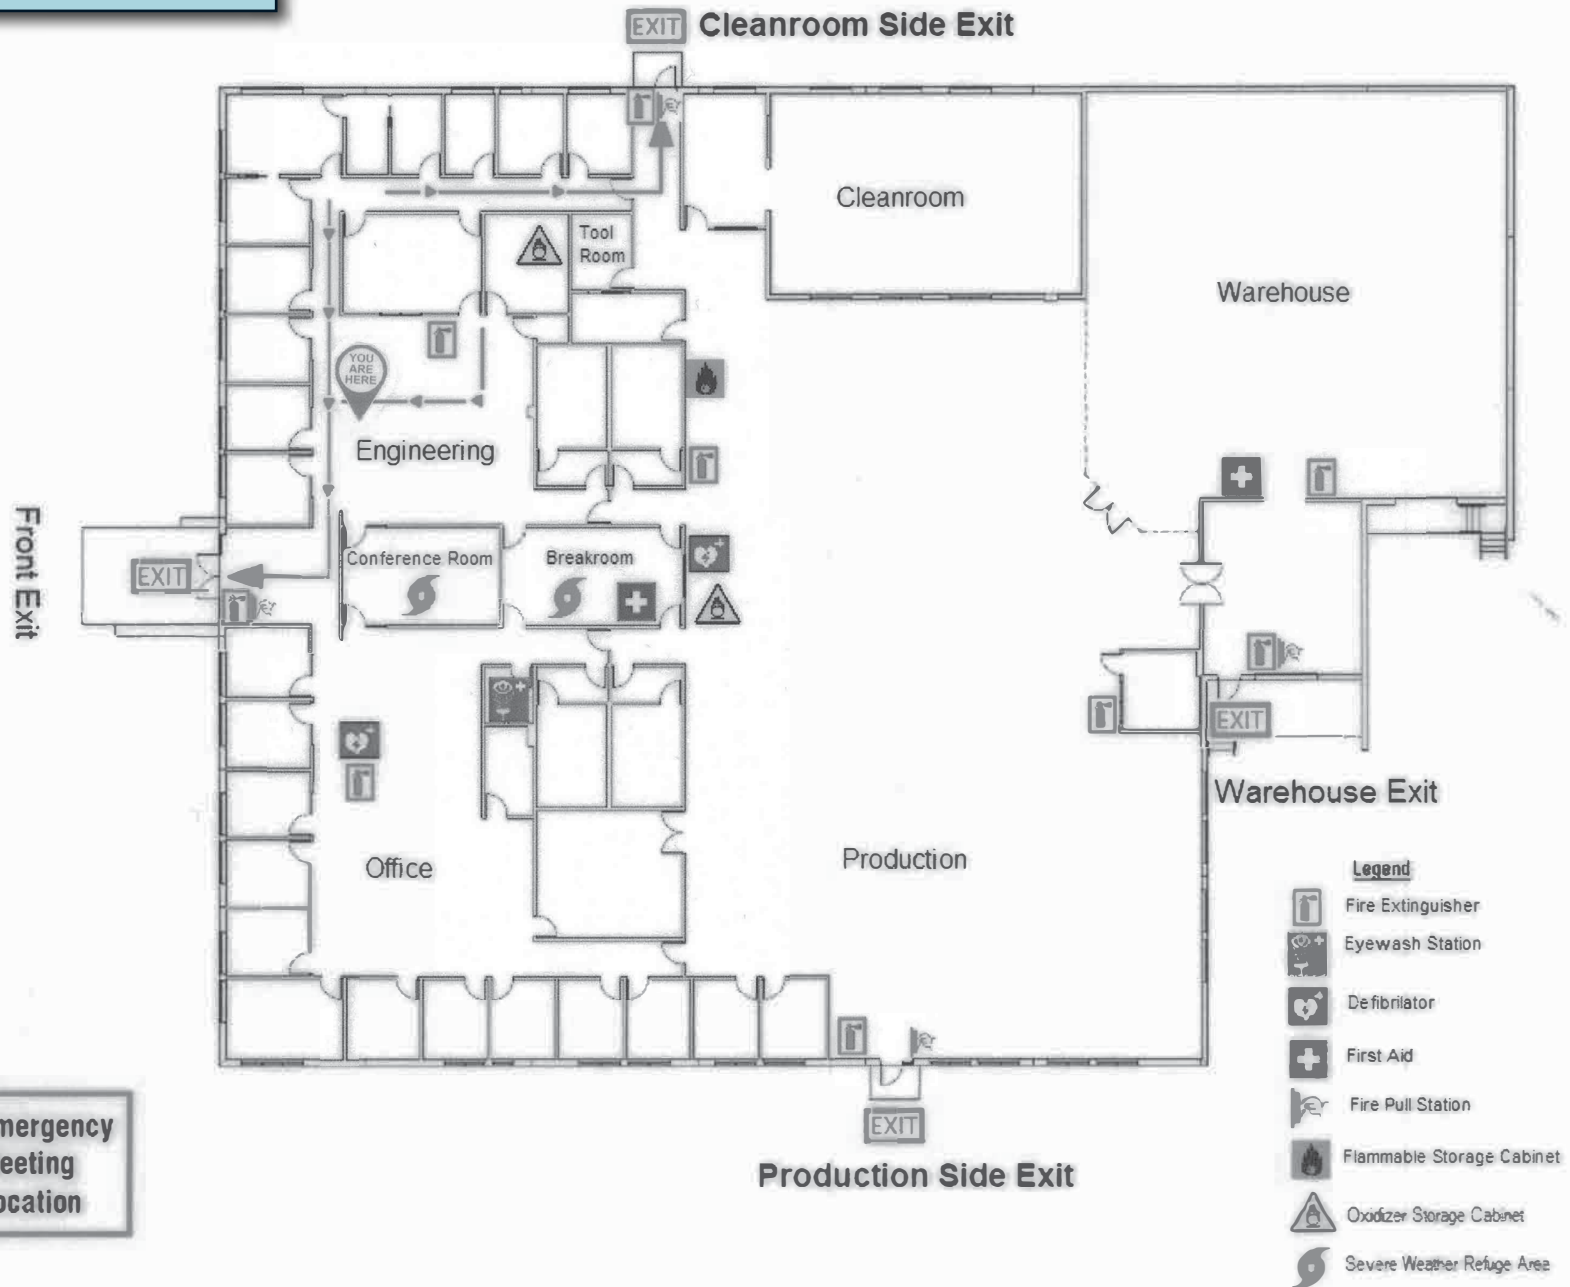 EXIT Cleanroom Side Exit
Cleanroom
Tool
Room
Warehouse
YOU
ARE
HERE
Engineering
Front Exit
EXIT
Conference Room
Breakroom
EXIT
Warehouse Exit
Office
Production
Legend
Fire Extinguisher
Eyewash Station
Defibrilator
First Aid
Fire Pull Station
Flammable Storage Cabinet
Oxidizer Storage Cabinet
Severe Weather Refuge Area
EXIT
Production Side Exit
mergency
eeting
ocation